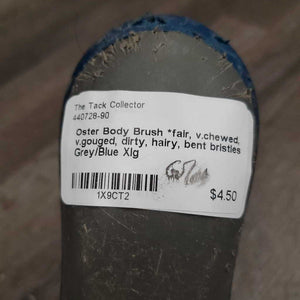 The Tack Collector
440728-90
Oster Body Brush *fair, v.chewed,
v.gouged, dirty, hairy, bent bristles
Grey/Blue Xlg
1X9CT2
$4.50